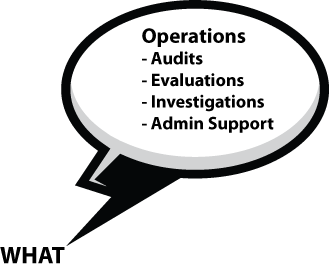 Operations
- Audits
- Evaluations
- Investigations
- Admin Support
WHAT